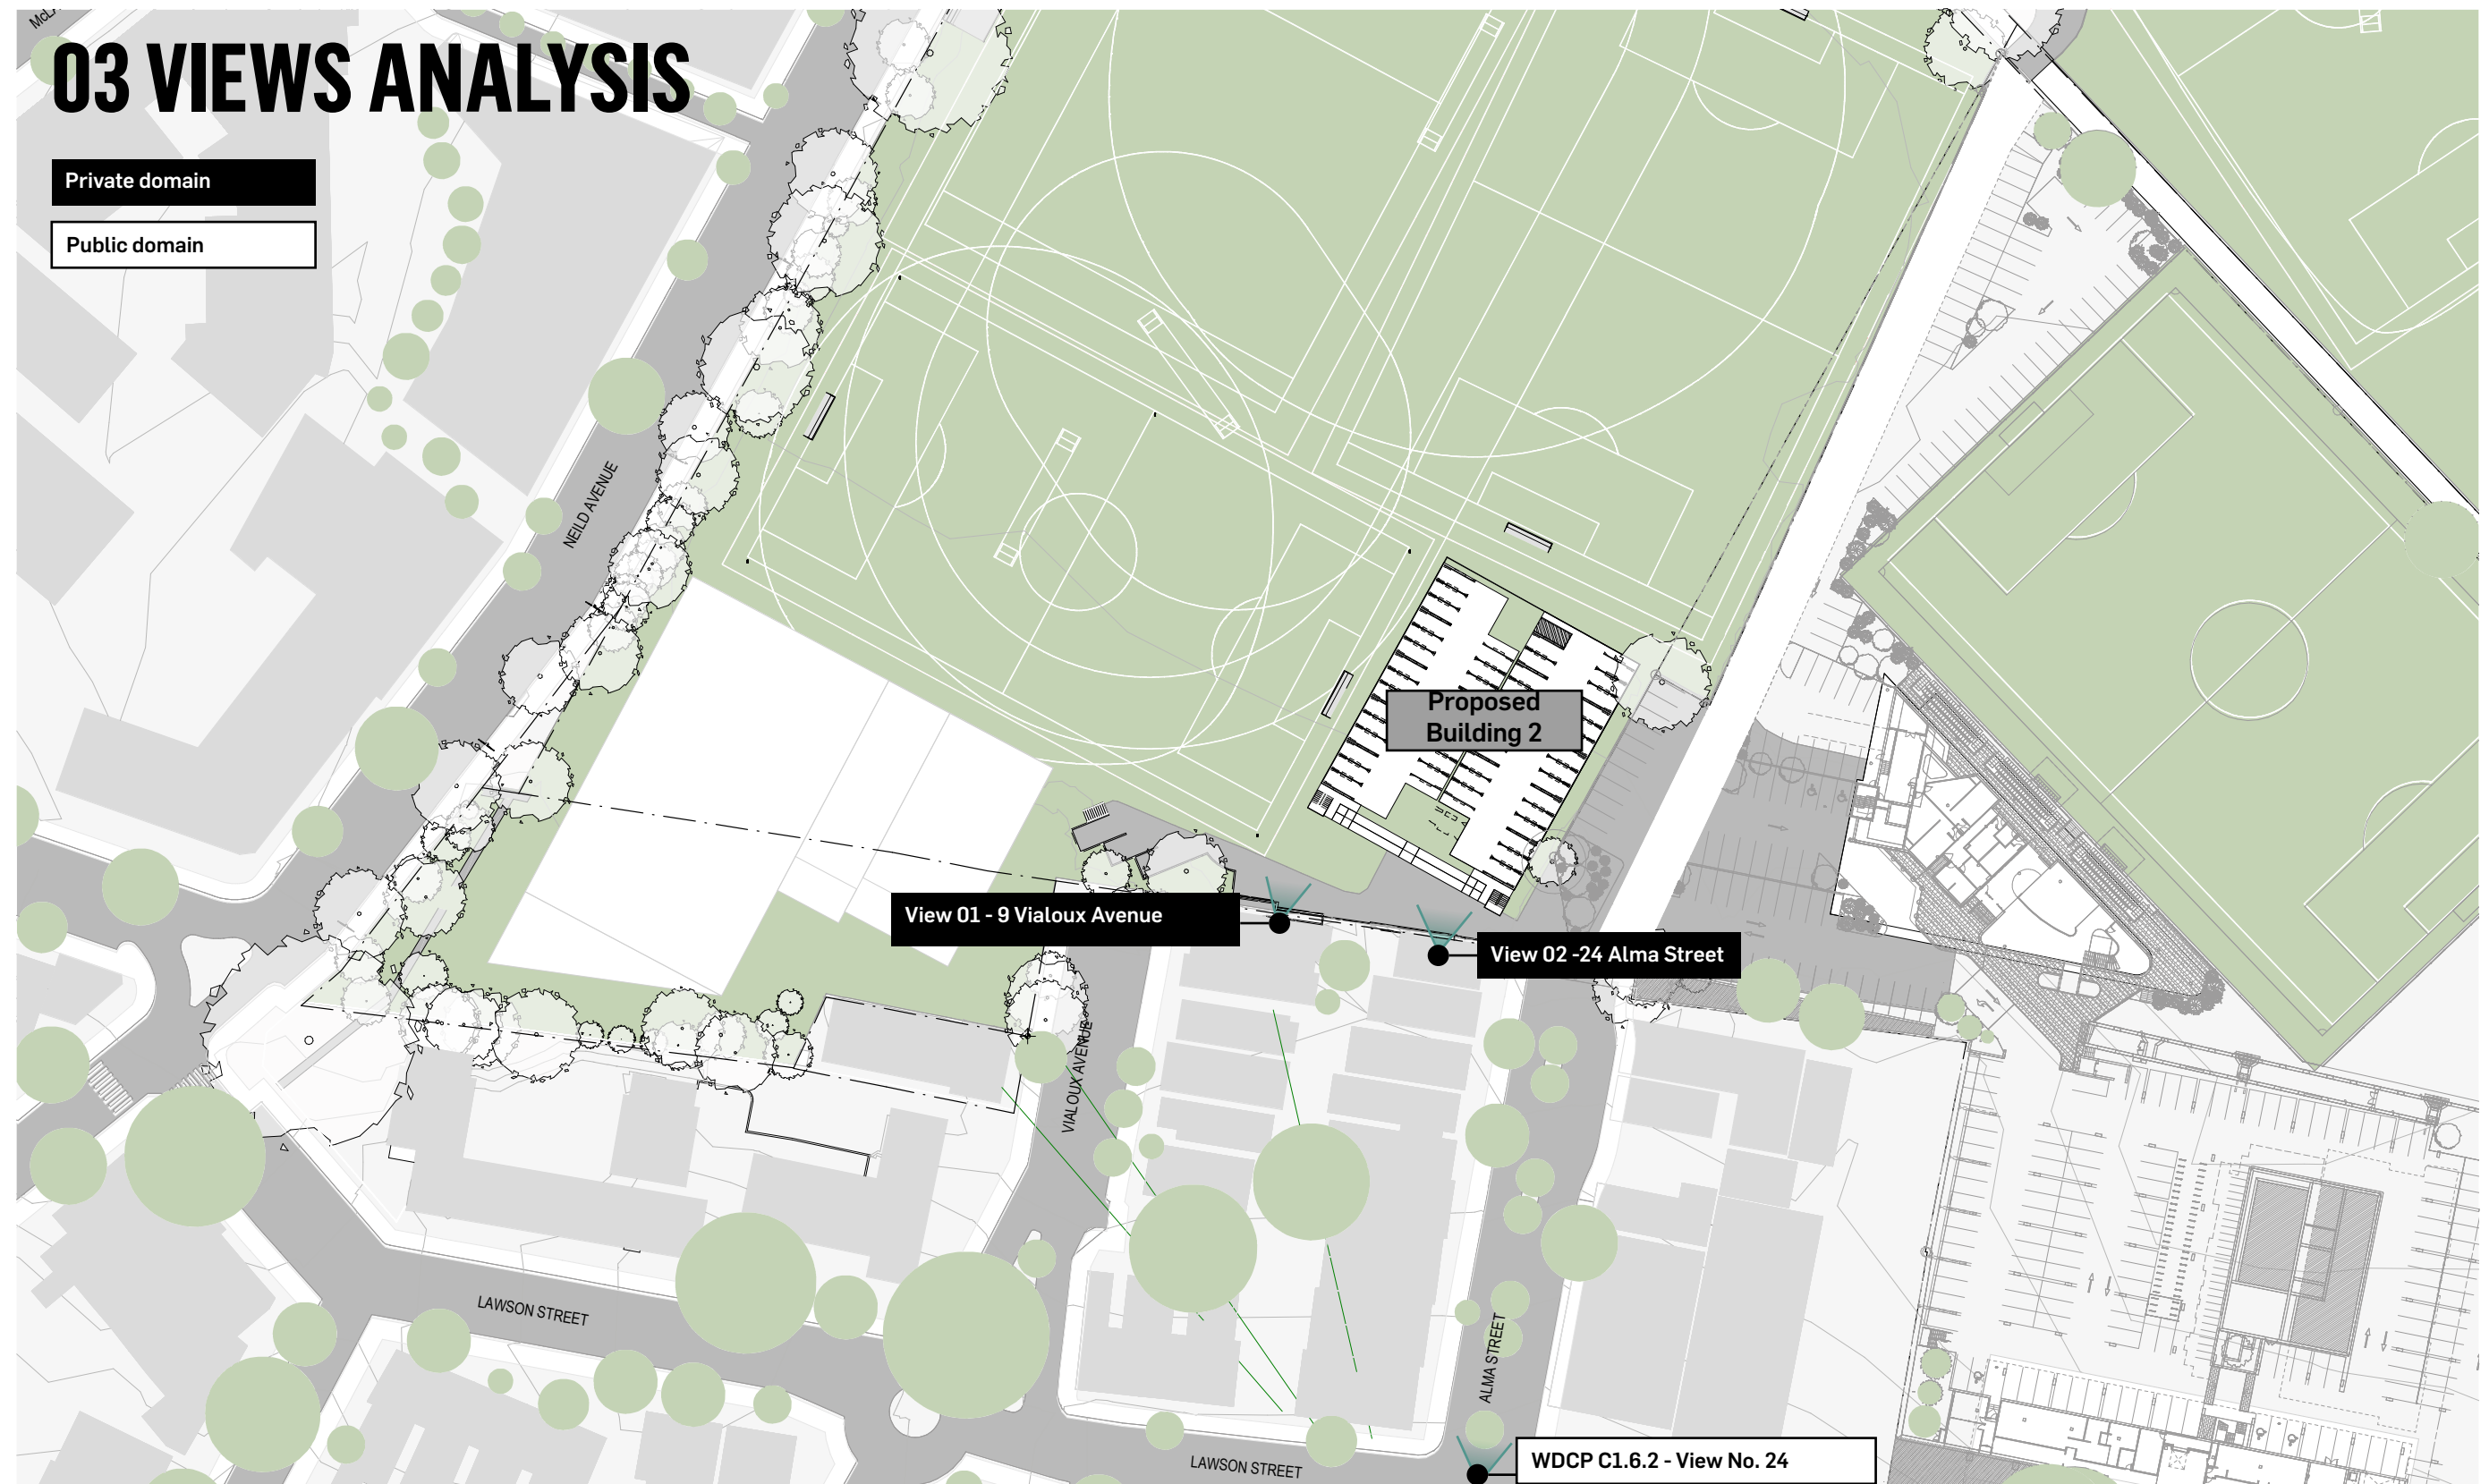 03 VIEWS ANALYSIS
Private domain
Public domain
NEILD AVENUE
Proposed
Building 2
View 01 - 9 Vialoux Avenue
View 02 -24 Alma Street
VIALOUX AVENUE
LAWSON STREET
ALMA STREET
LAWSON STREET
WDCP C1.6.2 - View No. 24